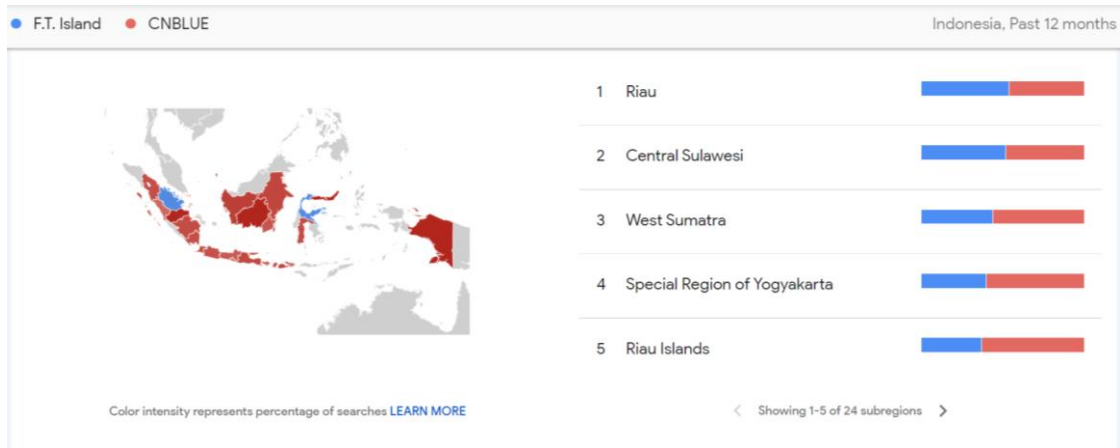 F.T. Island CNBLUE Indonesia, Past 12 months
1 Riau
2 Central Sulawesi
3 West Sumatra
4 Special Region of Yogyakarta
5 Riau Islands
Color intensity represents percentage of searches LEARN MORE
Showing 1-5 of 24 subregions